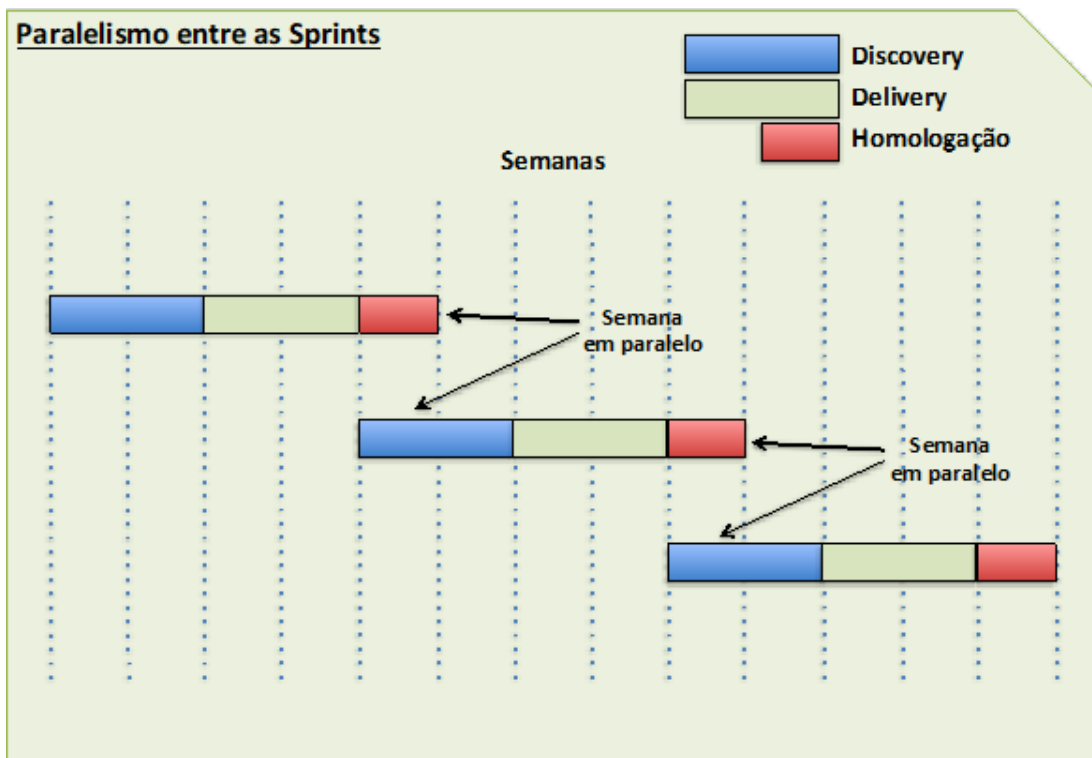 Paralelismo entre as Sprints
Discovery
Delivery
Homologação
Semanas
Semana
em paralelo
Semana
em paralelo